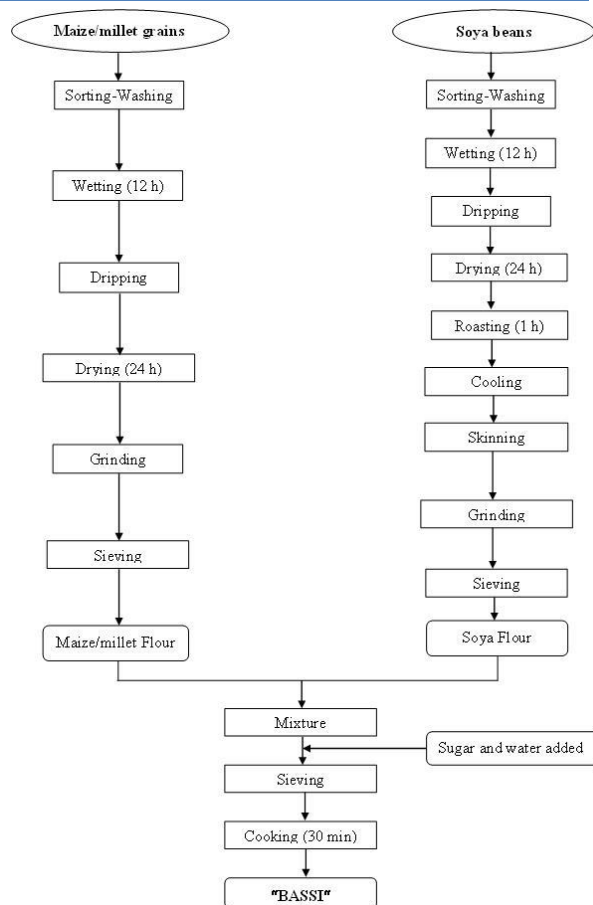 Maize/millet grains
Sorting-Washing
Wetting (12 h)
Dripping
Drying (24 h)
Grinding
Sieving
Maize/millet Flour
Soya beans
Sorting-Washing
Wetting (12 h)
Dripping
Drying (24 h)
Roasting (1 h)
Cooling
Skinning
Grinding
Sieving
Soya Flour
Mixture
Sugar and water added
Sieving
Cooking (30 min)
"BASSI"